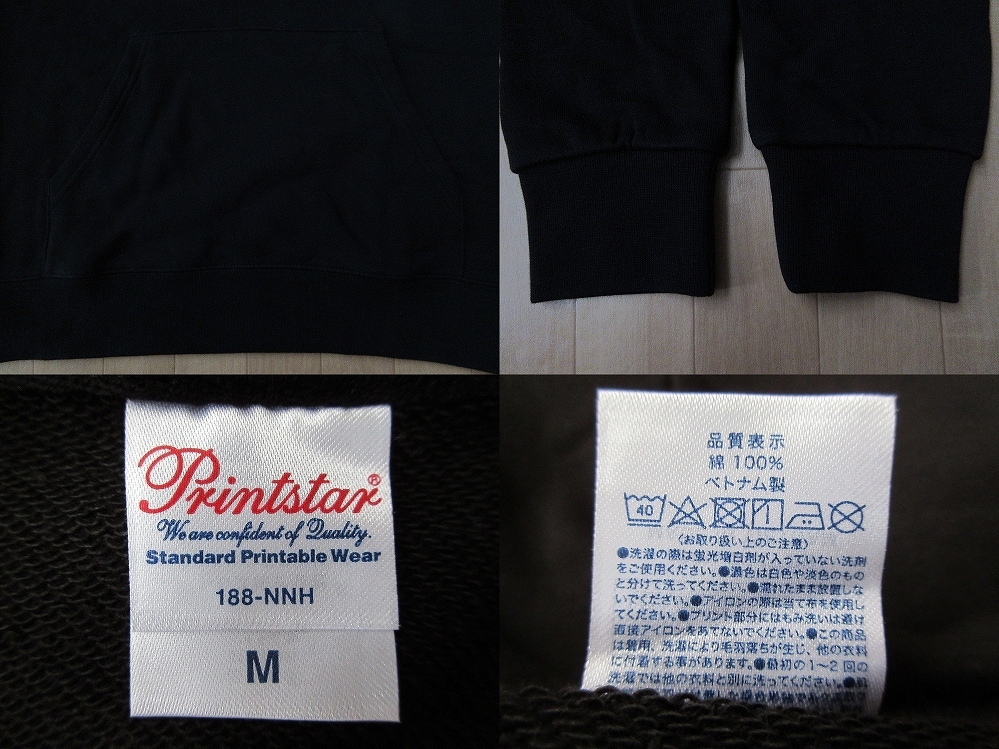 Printstar®
We are confident of Quality.
Standard Printable Wear
188-NNH
M
品質表示
綿 100%
ベトナム製
40
〈お取り扱い上のご注意〉
●洗濯の際は蛍光増白剤が入っていない洗剤
をご使用ください。●濃色は白色や淡色のもの
と分けて洗ってください。●濡れたまま放置しな
いでください。●アイロンの際は当て布を使用し
てください。●プリント部分にはもみ洗いは避け
直接アイロンをあてないでください。●この商品
は着用、洗濯により毛羽落ちが生じ、他の衣料
に付着する事があります。●最初の1～2回の
洗濯では他の衣料と別に洗ってください。